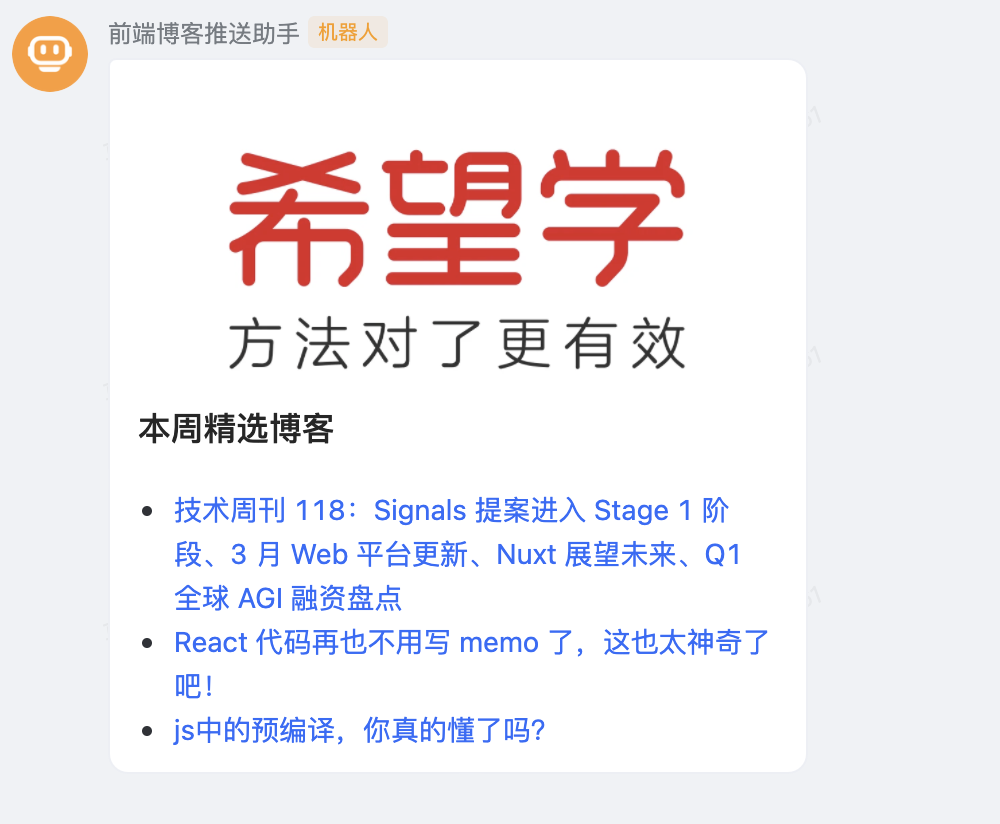 前端博客推送助手 机器人
希望学
方法对了更有效
本周精选博客
技术周刊 118：Signals 提案进入 Stage 1 阶
段、3 月 Web 平台更新、Nuxt 展望未来、Q1
全球 AGI 融资盘点
React 代码再也不用写 memo 了，这也太神奇了
吧！
js中的预编译，你真的懂了吗？